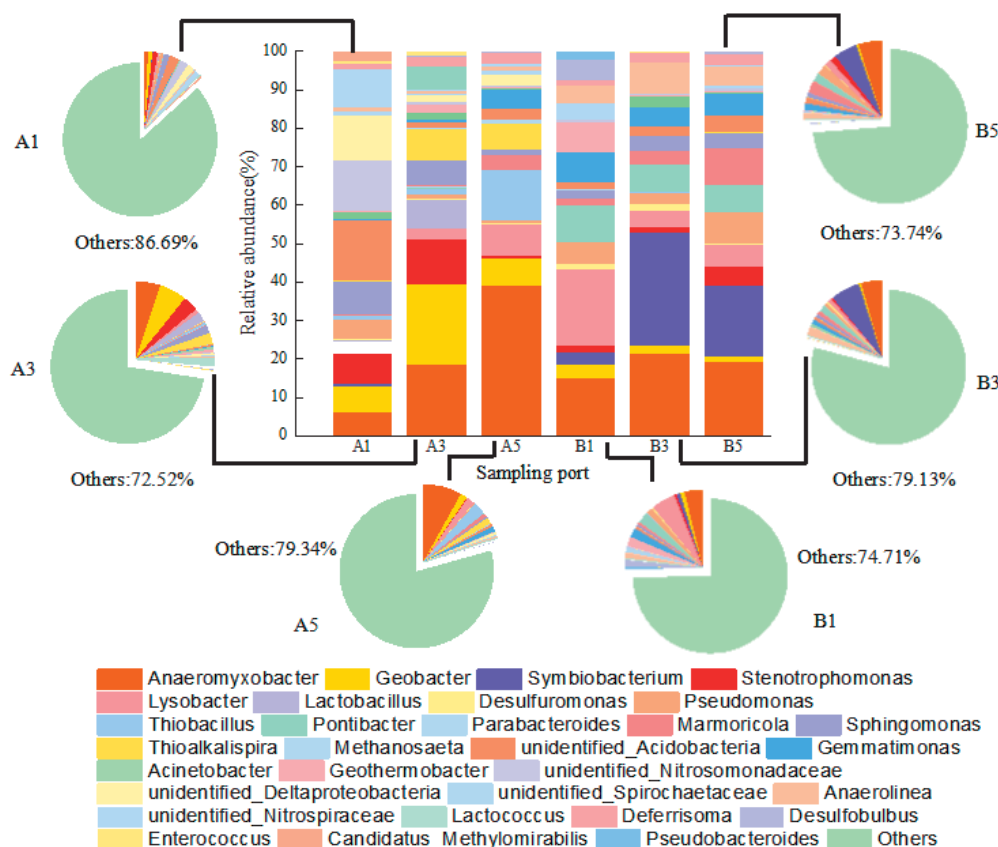 100
90
80
70
60
50
40
30
20
10
0
Relative abundance(%)
A1 A3 A5 B1 B3 B5
Sampling port
A1
Others:86.69%
B5
Others:73.74%
A3
Others:72.52%
B3
Others:79.13%
Others:79.34%
A5
Others:74.71%
B1
Anaeromyxobacter Geobacter Symbiobacterium Stenotrophomonas
Lysobacter Lactobacillus Desulfuromonas Pseudomonas
Thiobacillus Pontibacter Parabacteroides Marmoricola Sphingomonas
Thioalkalispira Methanosaeta unidentified_Acidobacteria Gemmatimonas
Acinetobacter Geothermobacter unidentified_Nitrosomonadaceae
unidentified_Deltaproteobacteria unidentified_Spirochaetaceae Anaerolinea
unidentified_Nitrospiraceae Lactococcus Deferrisoma Desulfobulbus
Enterococcus Candidatus_Methylomirabilis Pseudobacteroides Others